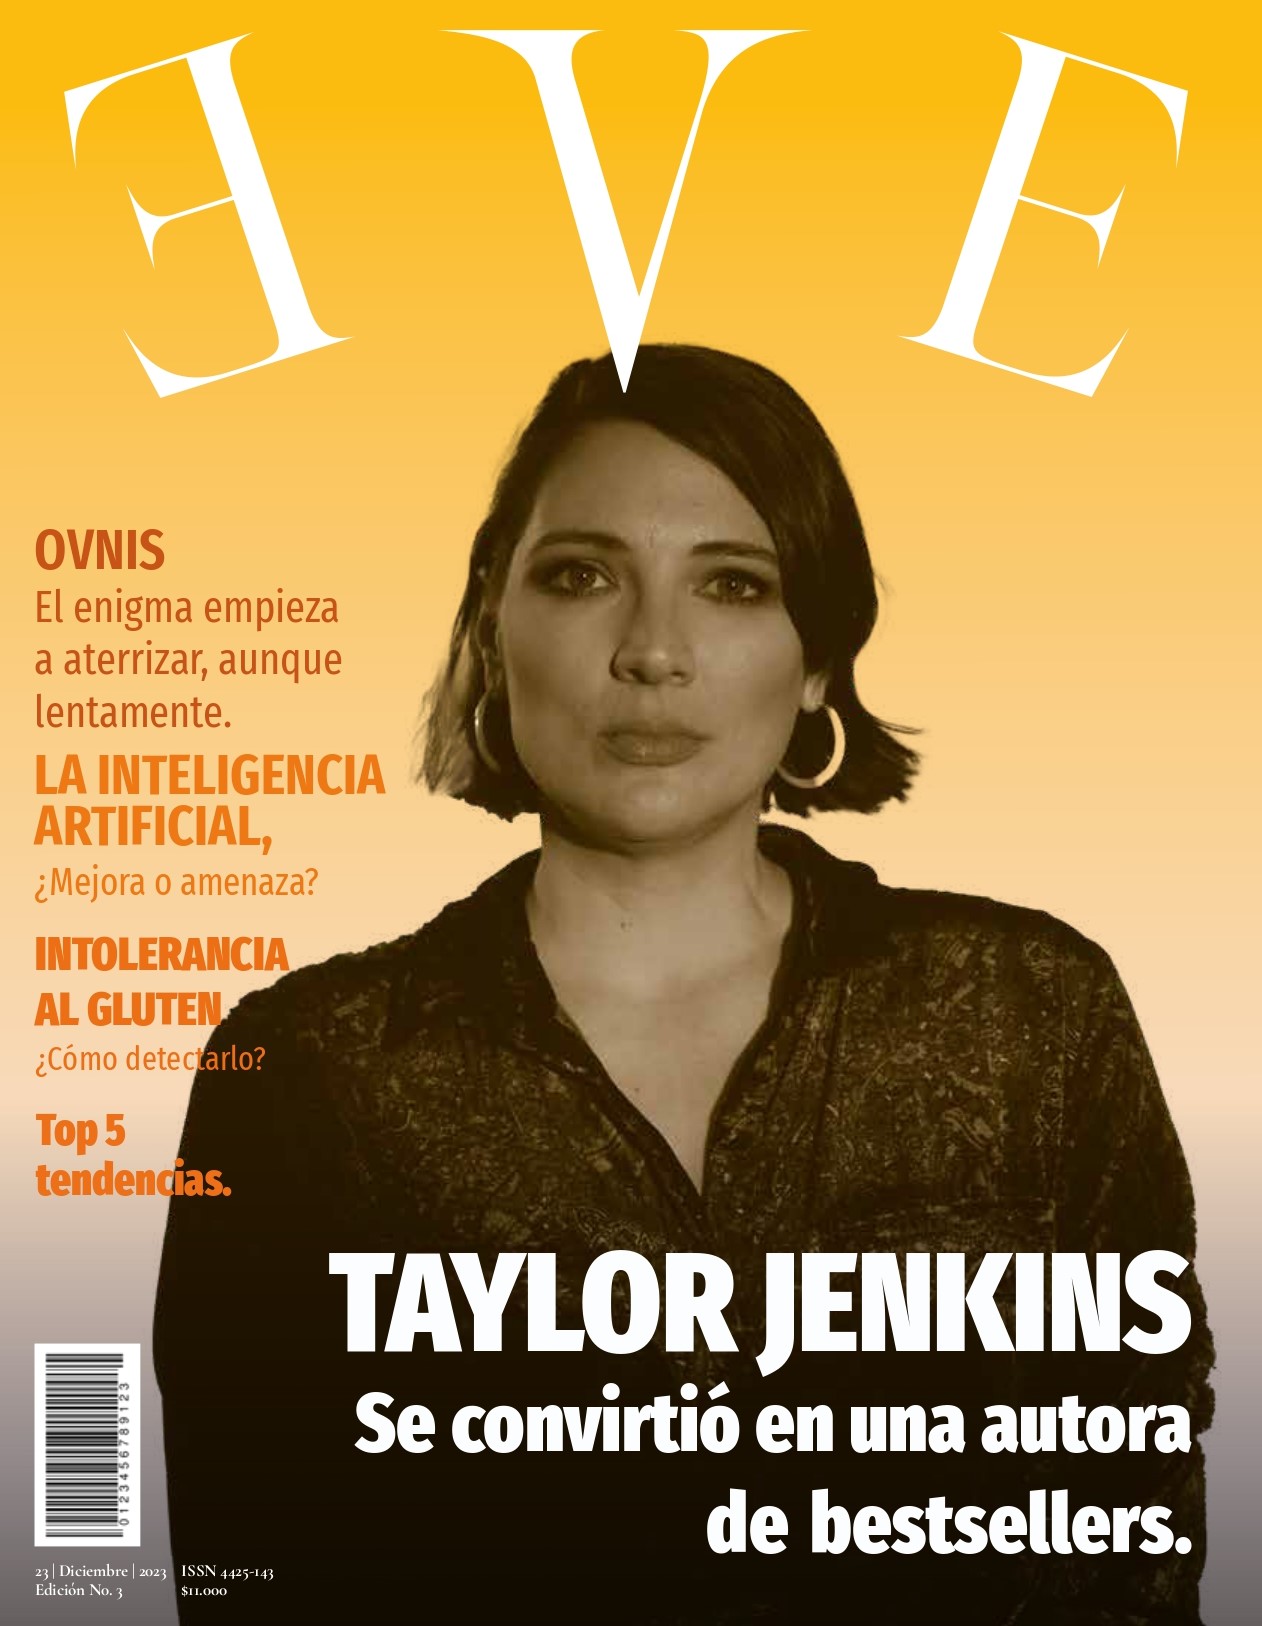 EVE
OVNIS
El enigma empieza
a aterrizar, aunque
lentamente.
LA INTELIGENCIA
ARTIFICIAL,
¿Mejora o amenaza?
INTOLERANCIA
AL GLUTEN
¿Cómo detectarlo?
Top 5
tendencias.
TAYLOR JENKINS
Se convirtió en una autora
de bestsellers.
0123456789123
23 | Diciembre | 2023 ISSN 4425-143
Edición No. 3 $11.000